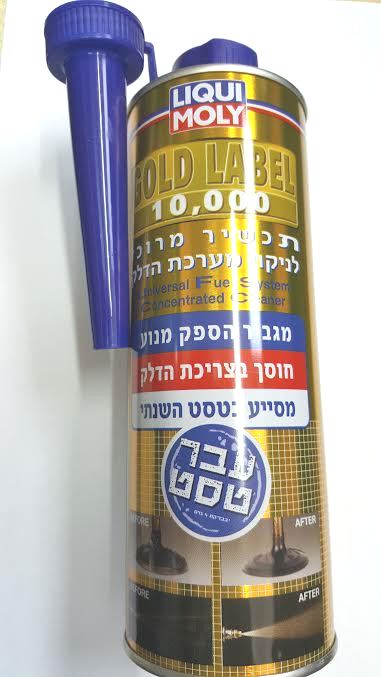 LIQUI
MOLY
GOLD LABEL
10,000
תכשיר מרוכז
לניקוי מערכת הדלק
Universal Fuel System
Concentrated Cleaner
מגביר הספק מנוע
חוסך בצריכת הדלק
מסייע בטסט השנתי
עבר
טסט
BEFORE
AFTER
BEFORE
AFTER